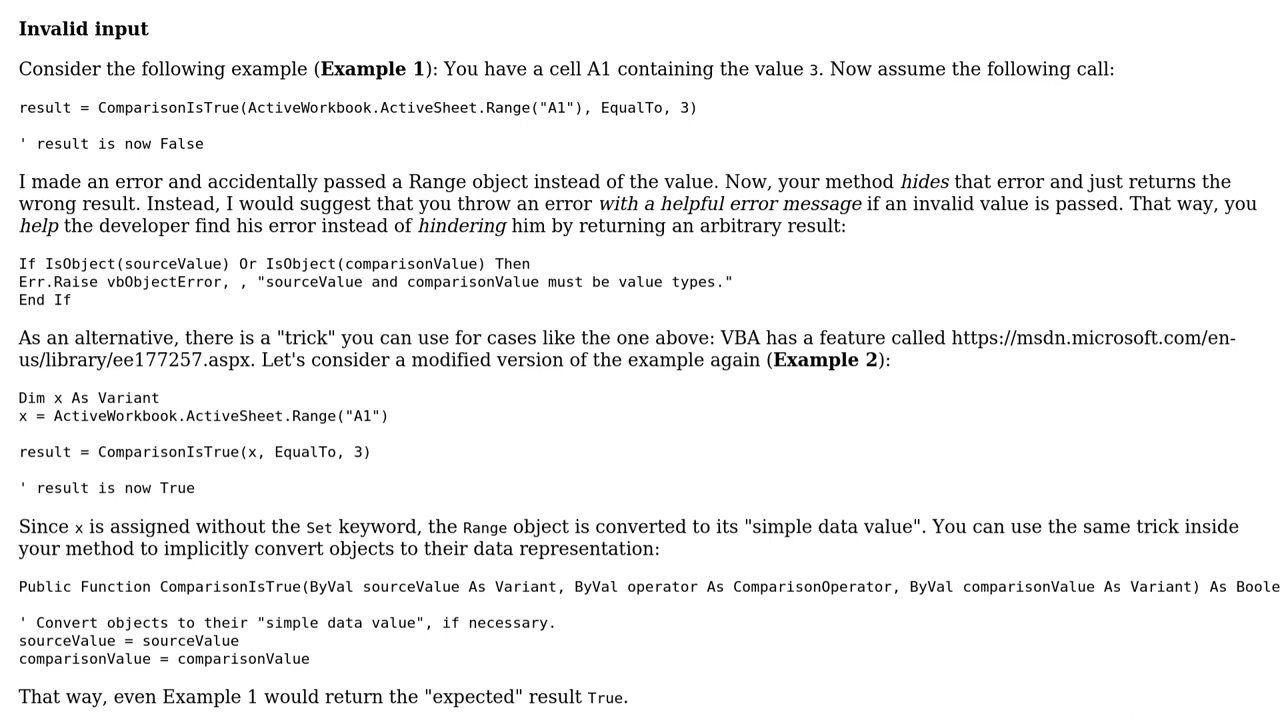 Invalid input
Consider the following example (Example 1): You have a cell A1 containing the value 3. Now assume the following call:
result = ComparisonIsTrue(ActiveWorkbook.ActiveSheet.Range("A1"), EqualTo, 3)
' result is now False
I made an error and accidentally passed a Range object instead of the value. Now, your method hides that error and just returns the
wrong result. Instead, I would suggest that you throw an error with a helpful error message if an invalid value is passed. That way, you
help the developer find his error instead of hindering him by returning an arbitrary result:
If IsObject(sourceValue) Or IsObject(comparisonValue) Then
Err.Raise vbObjectError, , "sourceValue and comparisonValue must be value types."
End If
As an alternative, there is a "trick" you can use for cases like the one above: VBA has a feature called https://msdn.microsoft.com/en-
us/library/ee177257.aspx. Let's consider a modified version of the example again (Example 2):
Dim x As Variant
x = ActiveWorkbook.ActiveSheet.Range("A1")
result = ComparisonIsTrue(x, EqualTo, 3)
' result is now True
Since x is assigned without the Set keyword, the Range object is converted to its "simple data value". You can use the same trick inside
your method to implicitly convert objects to their data representation:
Public Function ComparisonIsTrue(ByVal sourceValue As Variant, ByVal operator As ComparisonOperator, ByVal comparisonValue As Variant) As Boole
' Convert objects to their "simple data value", if necessary.
sourceValue = sourceValue
comparisonValue = comparisonValue
That way, even Example 1 would return the "expected" result True.